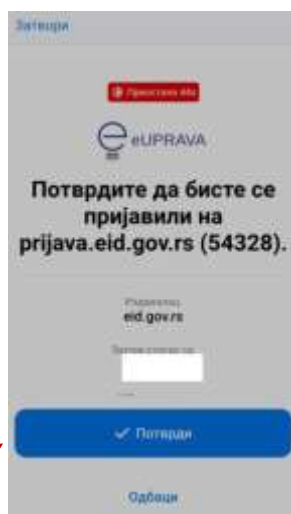 Затвори
eUPRAVA
Потврдите да бисте се
пријавили на
prijava.eid.gov.rs (54328).
eid.gov.rs
Потврди
Одбаци